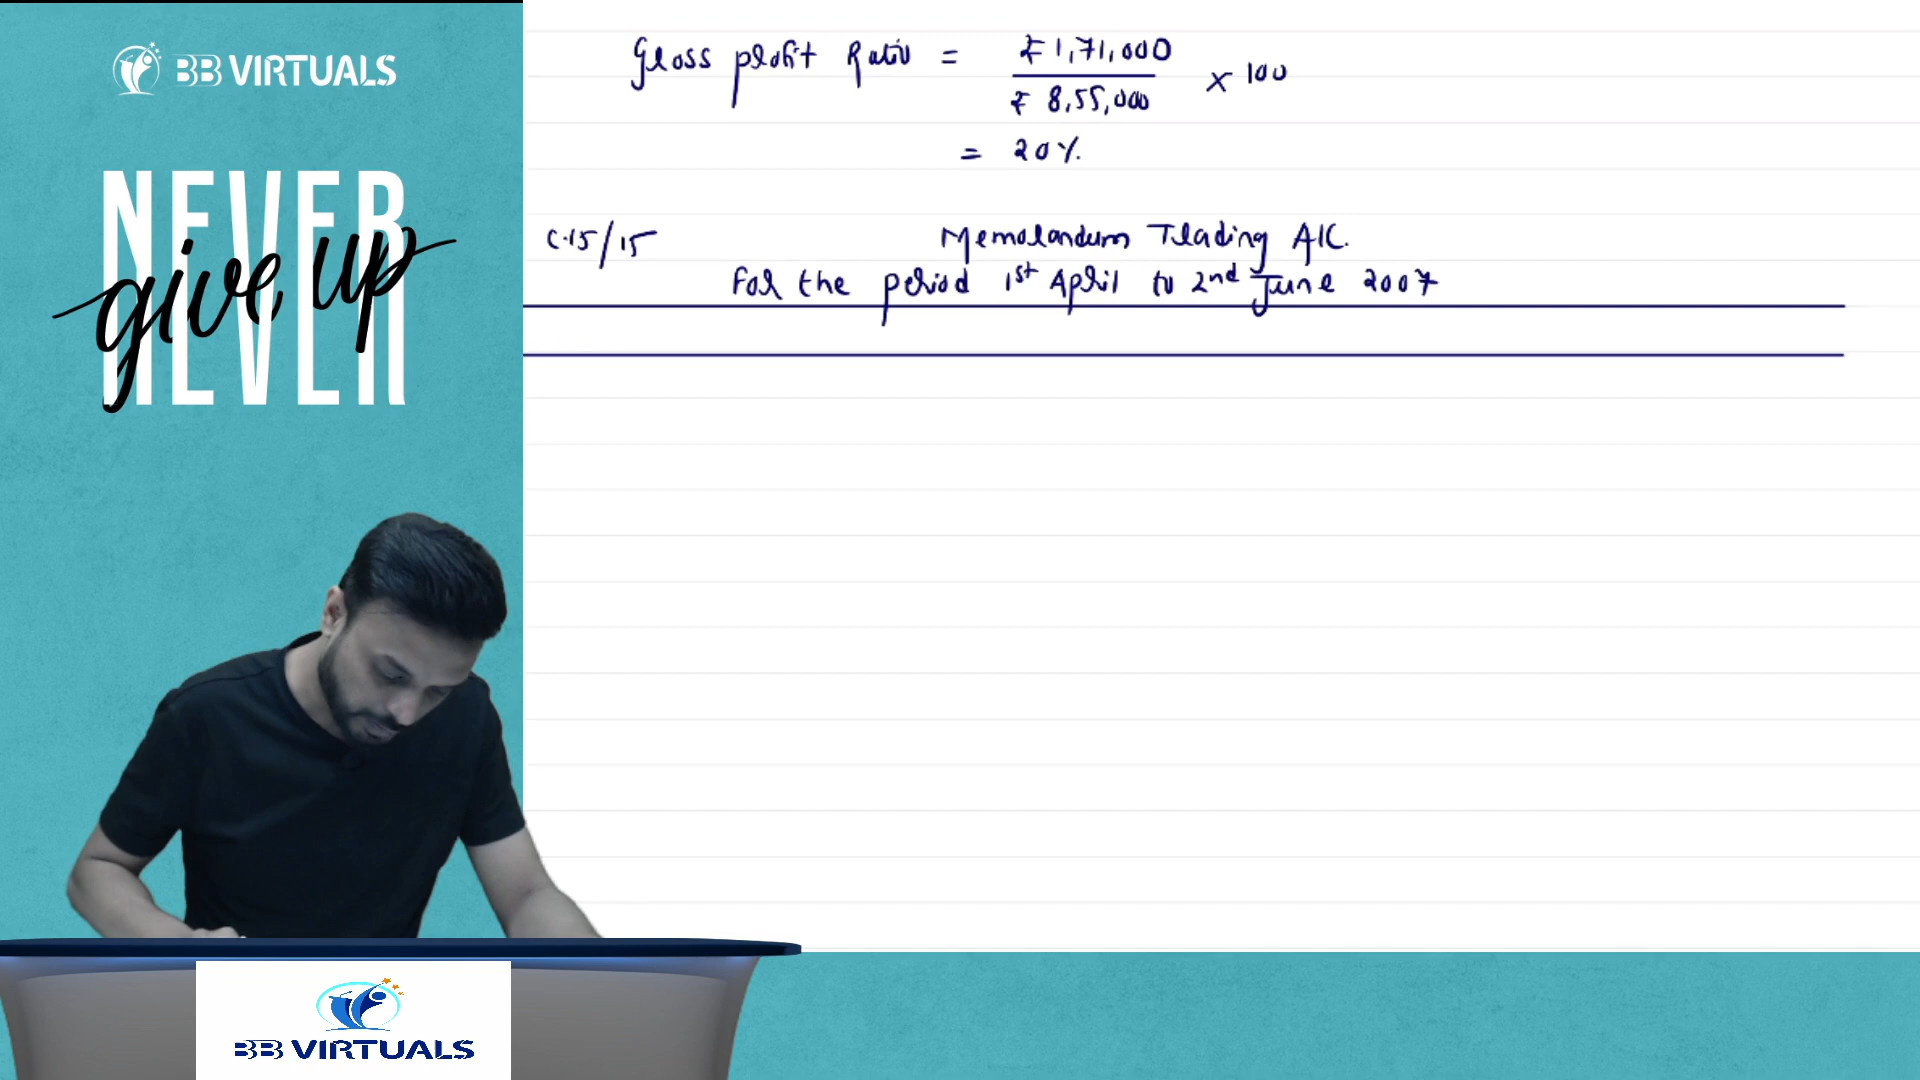 BB VIRTUALS
NEVER
give up
NEVER
Gross profit Ratio = ₹1,71,000 / ₹ 8,55,000 × 100
= 20%
C.15/15
Memorandum Trading A/C.
For the period 1st April to 2nd June 2007
BB VIRTUALS